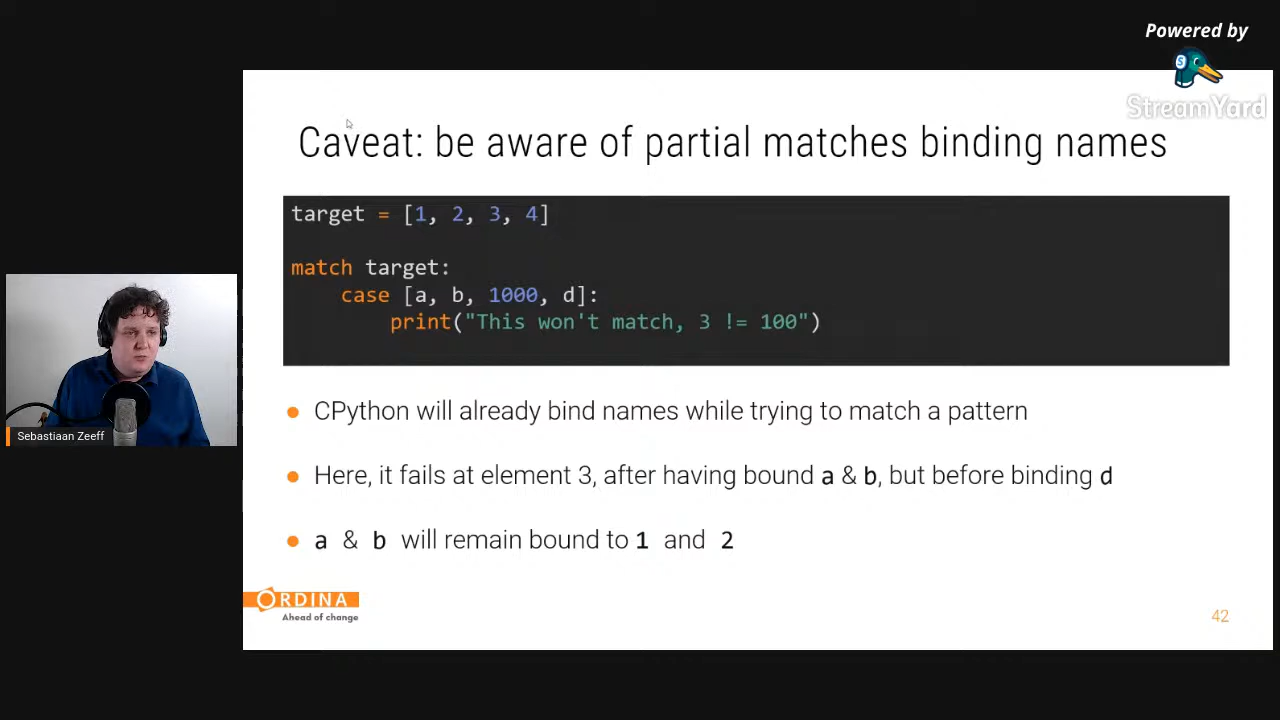 Powered by
StreamYard
Caveat: be aware of partial matches binding names
target = [1, 2, 3, 4]
match target:
    case [a, b, 1000, d]:
        print("This won't match, 3 != 100")
CPython will already bind names while trying to match a pattern
Here, it fails at element 3, after having bound a & b, but before binding d
a & b will remain bound to 1 and 2
Sebastiaan Zeeff
ORDINA
Ahead of change
42